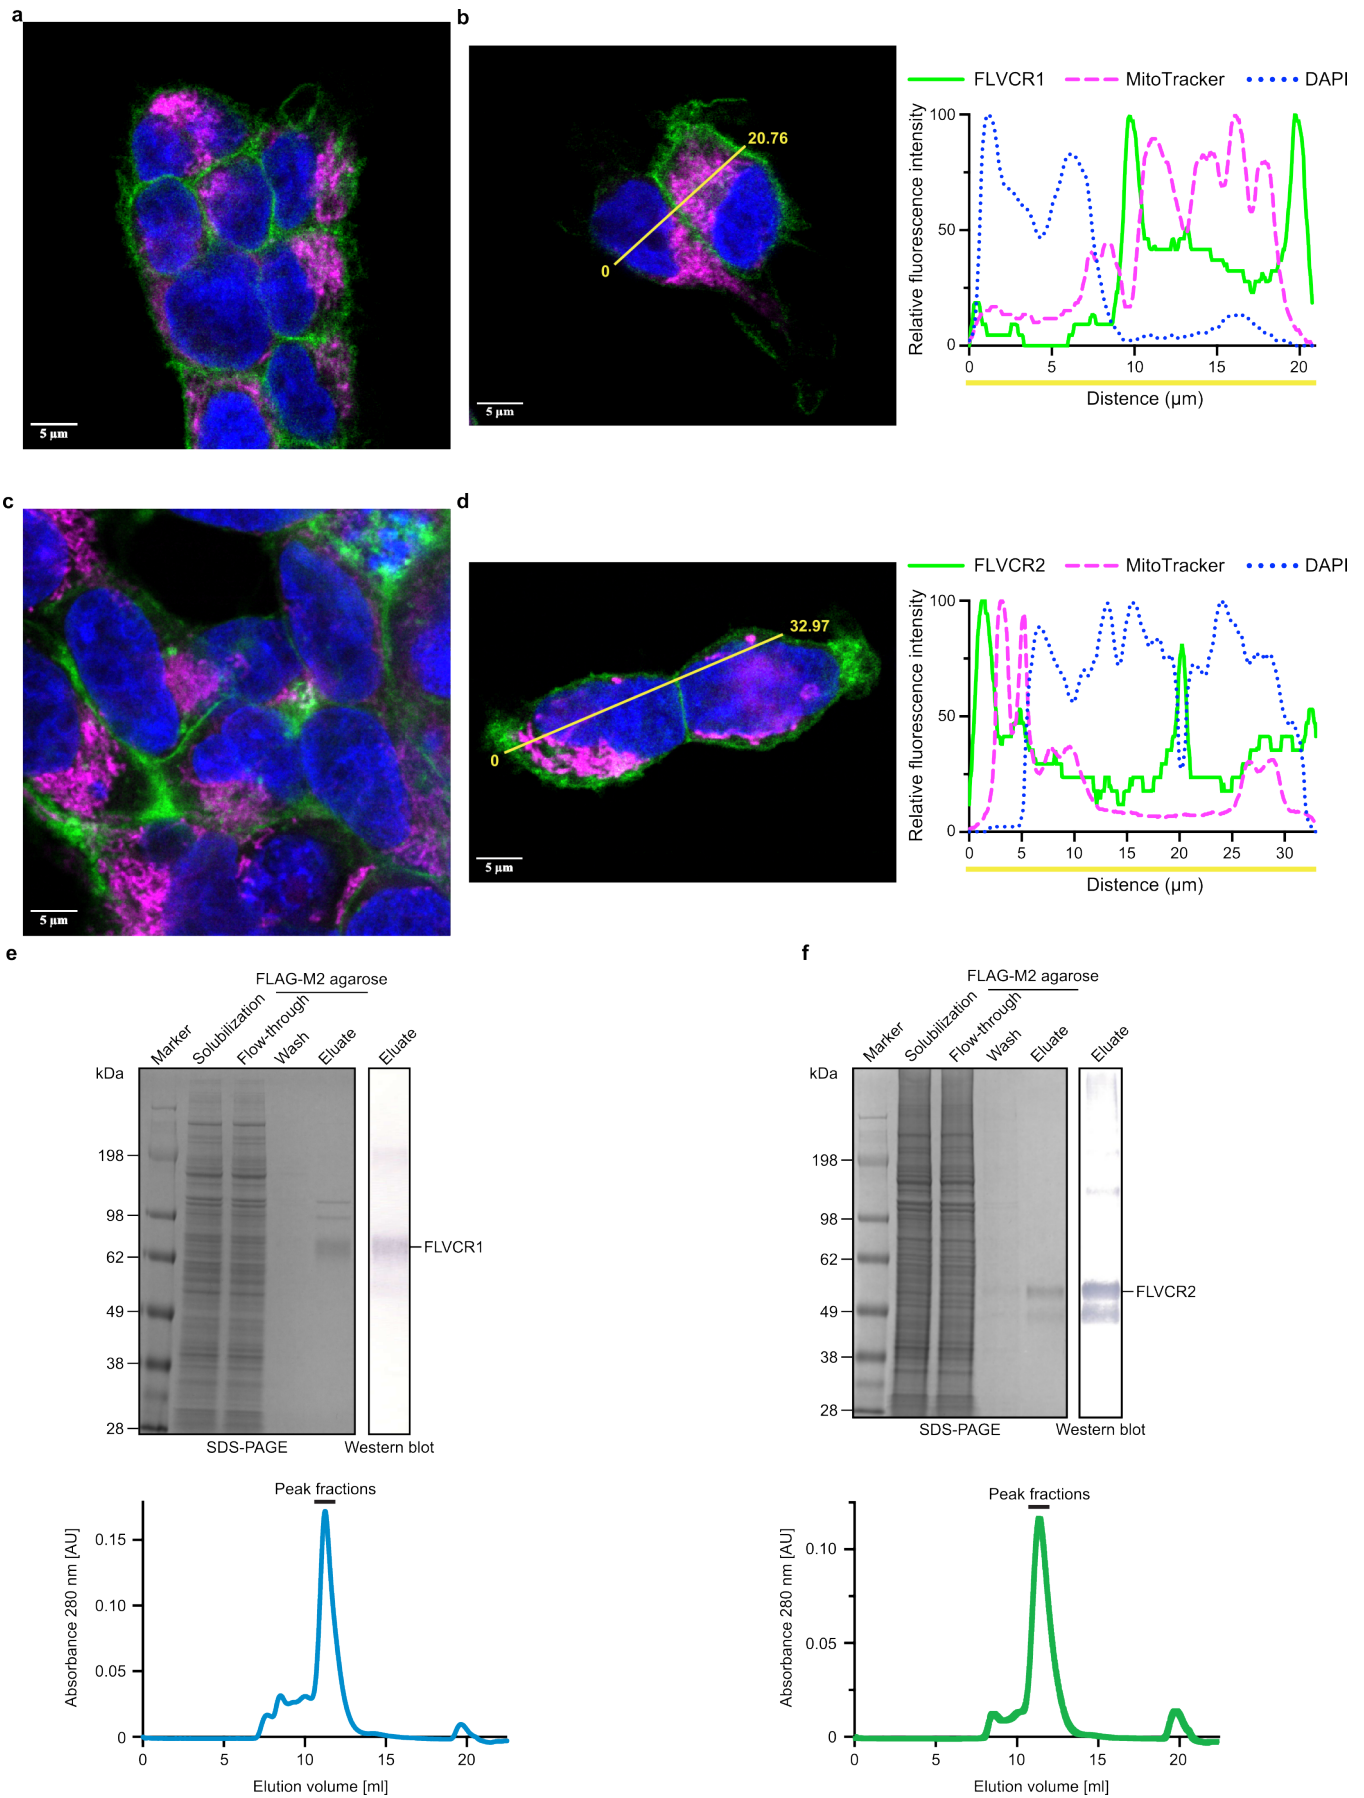 a
b
20.76
0
5 µm
5 µm
FLVCR1 MitoTracker DAPI
Relative fluorescence intensity
100
50
0
0 5 10 15 20
Distence (µm)
c
d
32.97
0
5 µm
5 µm
FLVCR2 MitoTracker DAPI
Relative fluorescence intensity
100
50
0
0 5 10 15 20 25 30
Distence (µm)
e
FLAG-M2 agarose
Marker Solubilization Flow-through Wash Eluate Eluate
kDa
198
98
62
49
38
28
FLVCR1
SDS-PAGE Western blot
Peak fractions
Absorbance 280 nm [AU]
0.15
0.10
0.05
0
0 5 10 15 20
Elution volume [ml]
f
FLAG-M2 agarose
Marker Solubilization Flow-through Wash Eluate Eluate
kDa
198
98
62
49
38
28
FLVCR2
SDS-PAGE Western blot
Peak fractions
Absorbance 280 nm [AU]
0.10
0.05
0
0 5 10 15 20
Elution volume [ml]